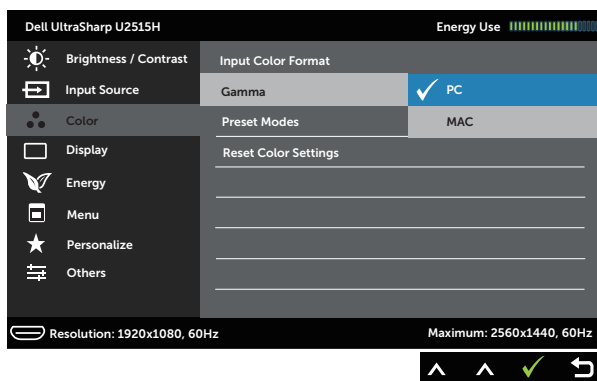 Dell UltraSharp U2515H
Energy Use
Brightness / Contrast
Input Source
Color
Display
Energy
Menu
Personalize
Others
Input Color Format
Gamma
Preset Modes
Reset Color Settings
PC
MAC
Resolution: 1920x1080, 60Hz
Maximum: 2560x1440, 60Hz